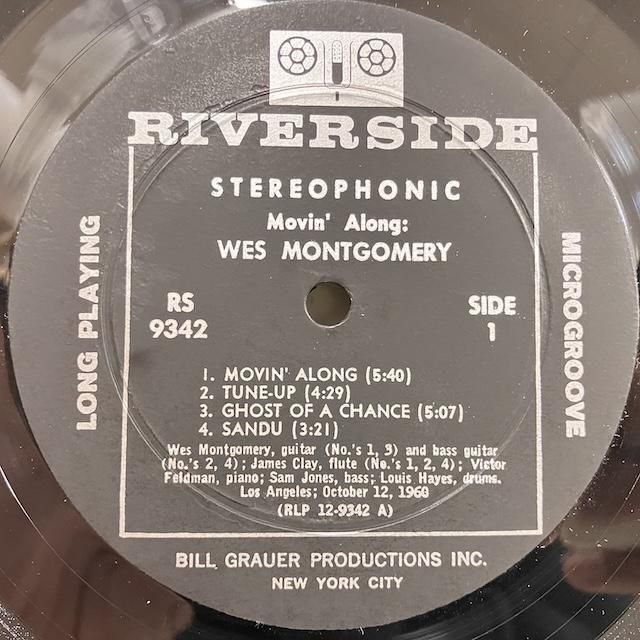 RIVERSIDE
STEREOPHONIC
Movin' Along:
WES MONTGOMERY
LONG PLAYING
MICROGROOVE
RS
9342
SIDE
1
1. MOVIN' ALONG (5:40)
2. TUNE-UP (4:29)
3. GHOST OF A CHANCE (5:07)
4. SANDU (3:21)
Wes Montgomery, guitar (No.'s 1, 3) and bass guitar
(No.'s 2, 4); James Clay, flute (No.'s 1, 2, 4); Victor
Feldman, piano; Sam Jones, bass; Louis Hayes, drums.
Los Angeles; October 12, 1960
(RLP 12-9342 A)
BILL GRAUER PRODUCTIONS INC.
NEW YORK CITY